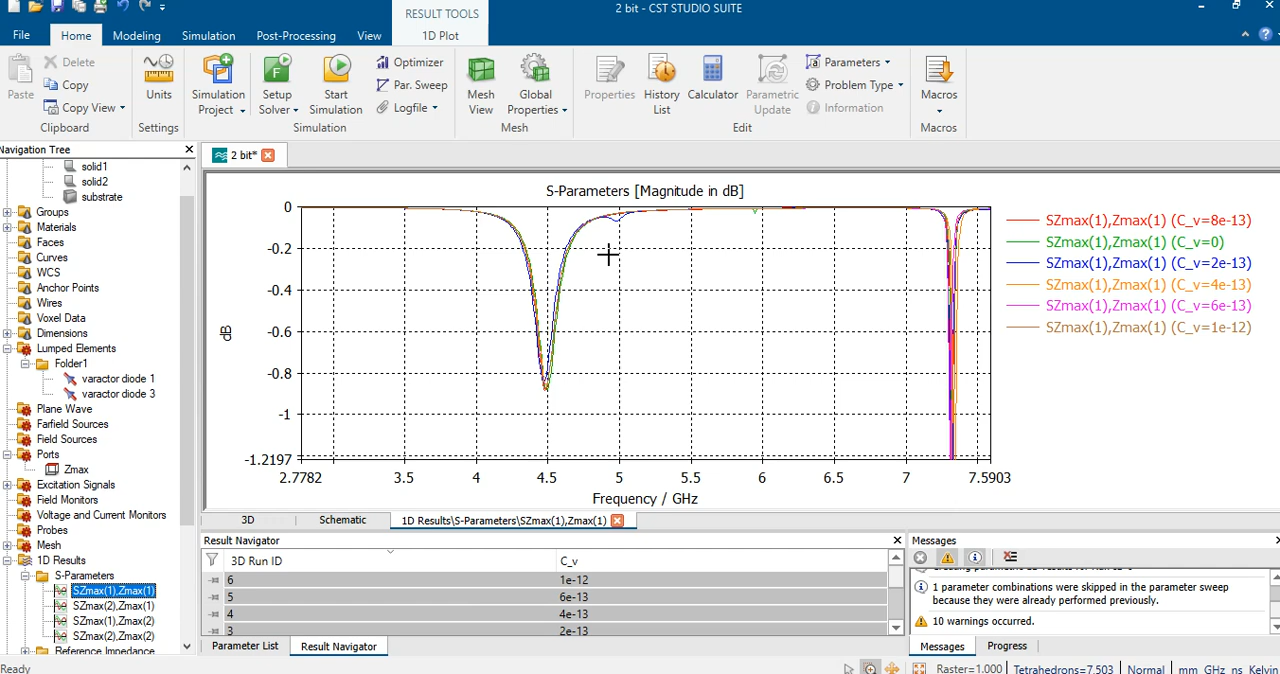 2 bit - CST STUDIO SUITE
RESULT TOOLS
File Home Modeling Simulation Post-Processing View 1D Plot
Paste
Delete
Copy
Copy View
Clipboard
Units
Settings
Simulation Project
Setup Solver
Start Simulation
Optimizer
Par. Sweep
Logfile
Simulation
Mesh View
Global Properties
Mesh
Properties
History List
Calculator
Parametric Update
Parameters
Problem Type
Information
Edit
Macros
Macros
Navigation Tree
solid1
solid2
substrate
Groups
Materials
Faces
Curves
WCS
Anchor Points
Wires
Voxel Data
Dimensions
Lumped Elements
Folder1
varactor diode 1
varactor diode 3
Plane Wave
Farfield Sources
Field Sources
Ports
Zmax
Excitation Signals
Field Monitors
Voltage and Current Monitors
Probes
Mesh
1D Results
S-Parameters
SZmax(1),Zmax(1)
SZmax(2),Zmax(1)
SZmax(1),Zmax(2)
SZmax(2),Zmax(2)
Reference Impedance
Ready
2 bit*
S-Parameters [Magnitude in dB]
0
-0.2
-0.4
-0.6
-0.8
-1
-1.2197
dB
2.7782 3.5 4 4.5 5 5.5 6 6.5 7 7.5903
Frequency / GHz
SZmax(1),Zmax(1) (C_v=8e-13)
SZmax(1),Zmax(1) (C_v=0)
SZmax(1),Zmax(1) (C_v=2e-13)
SZmax(1),Zmax(1) (C_v=4e-13)
SZmax(1),Zmax(1) (C_v=6e-13)
SZmax(1),Zmax(1) (C_v=1e-12)
3D Schematic 1D Results\S-Parameters\SZmax(1),Zmax(1)
Result Navigator
3D Run ID C_v
6 1e-12
5 6e-13
4 4e-13
3 2e-13
Parameter List Result Navigator
Messages
1 parameter combinations were skipped in the parameter sweep
because they were already performed previously.
10 warnings occurred.
Messages Progress
Raster=1.000 Tetrahedrons=7.503 Normal mm GHz ns Kelvin